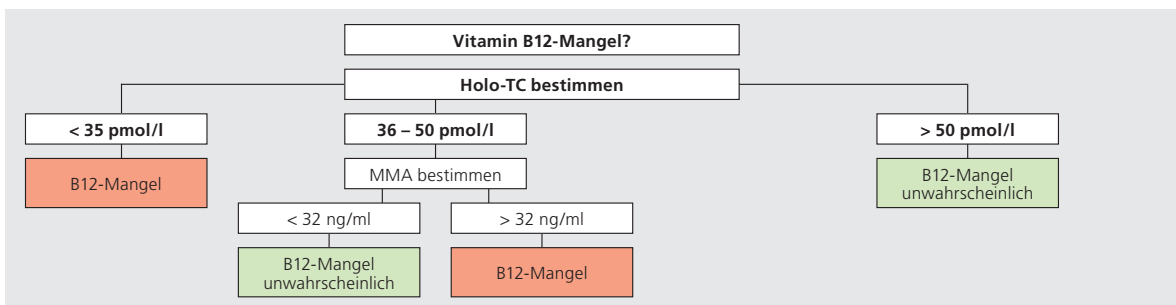 Vitamin B12-Mangel?
Holo-TC bestimmen
< 35 pmol/l
36 – 50 pmol/l
> 50 pmol/l
B12-Mangel
MMA bestimmen
B12-Mangel
unwahrscheinlich
< 32 ng/ml
> 32 ng/ml
B12-Mangel
unwahrscheinlich
B12-Mangel